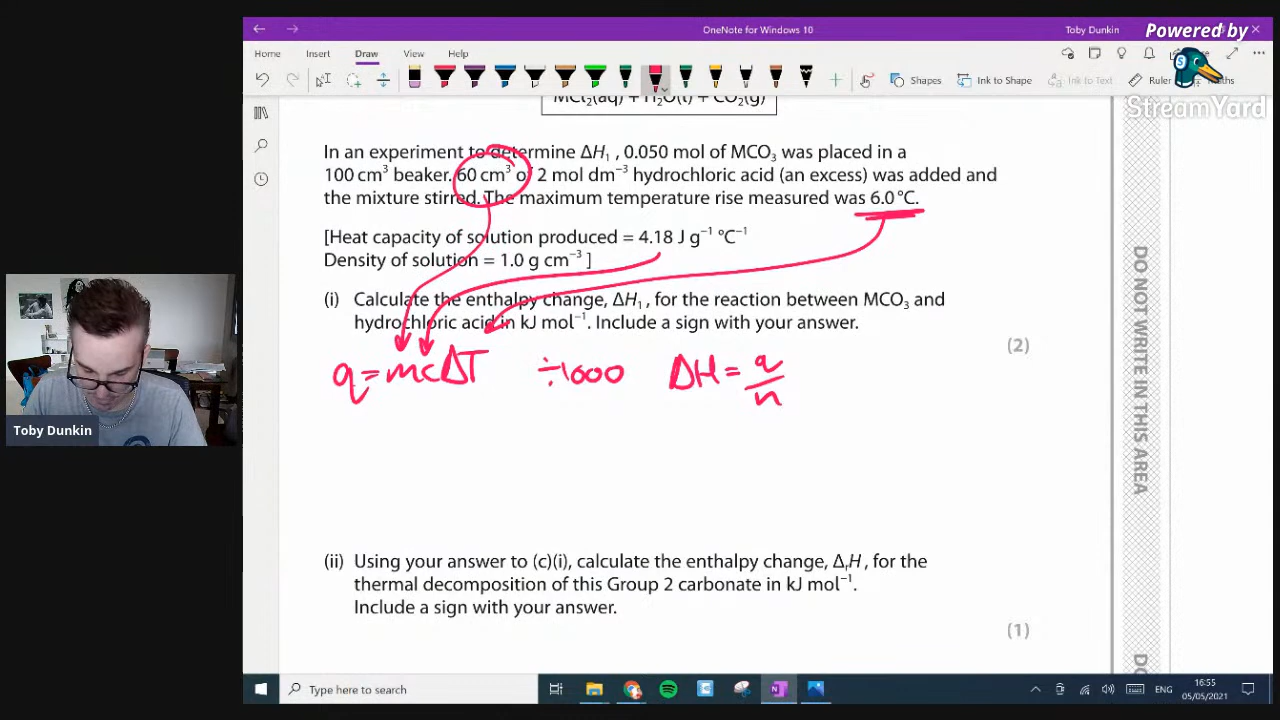 OneNote for Windows 10
Toby Dunkin
Powered by
StreamYard
Home Insert Draw View Help
Shapes Ink to Shape Ink to Text Ruler Maths
MCl₂(aq) + H₂O(l) + CO₂(g)
In an experiment to determine ΔH₁ , 0.050 mol of MCO₃ was placed in a
100 cm³ beaker. 60 cm³ of 2 mol dm⁻³ hydrochloric acid (an excess) was added and
the mixture stirred. The maximum temperature rise measured was 6.0 °C.
[Heat capacity of solution produced = 4.18 J g⁻¹ °C⁻¹
Density of solution = 1.0 g cm⁻³ ]
(i) Calculate the enthalpy change, ΔH₁ , for the reaction between MCO₃ and
hydrochloric acid in kJ mol⁻¹. Include a sign with your answer.
(2)
q = mcΔT ÷1000 ΔH = q/n
(ii) Using your answer to (c)(i), calculate the enthalpy change, ΔᵣH , for the
thermal decomposition of this Group 2 carbonate in kJ mol⁻¹.
Include a sign with your answer.
(1)
DO NOT WRITE IN THIS AREA
DO
Toby Dunkin
Type here to search
ENG
16:55
05/05/2021